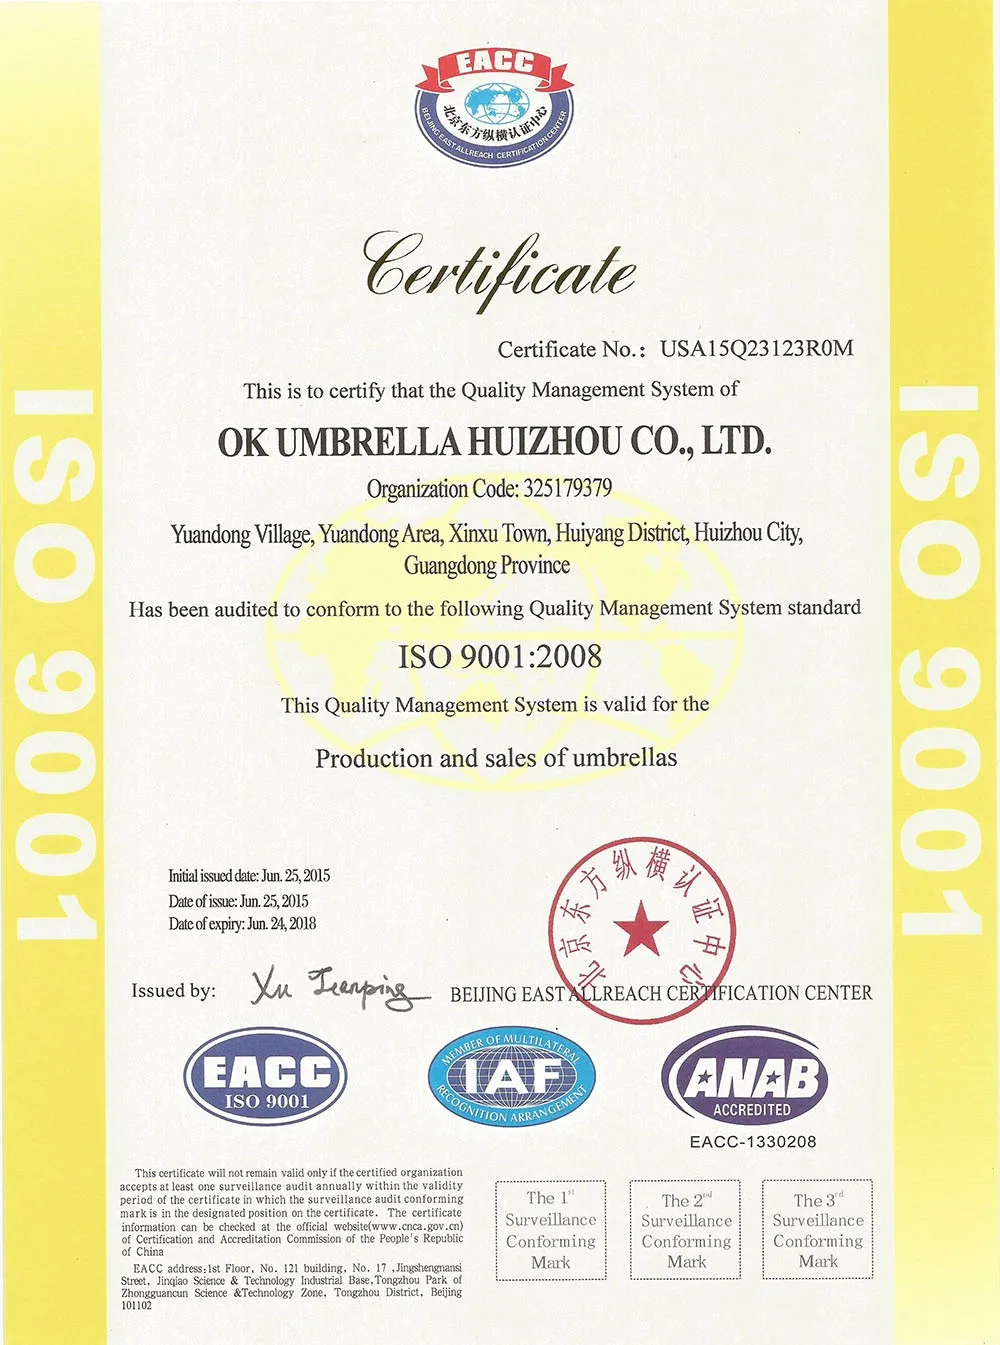 EACC
北京东方纵横认证中心
BEIJING EAST ALLREACH CERTIFICATION CENTER
Certificate
Certificate No.: USA15Q23123R0M
This is to certify that the Quality Management System of
OK UMBRELLA HUIZHOU CO., LTD.
Organization Code: 325179379
Yuandong Village, Yuandong Area, Xinxu Town, Huiyang District, Huizhou City,
Guangdong Province
Has been audited to conform to the following Quality Management System standard
ISO 9001:2008
This Quality Management System is valid for the
Production and sales of umbrellas
ISO 9001
ISO 9001
Initial issued date: Jun. 25, 2015
Date of issue: Jun. 25, 2015
Date of expiry: Jun. 24, 2018
北京东方纵横认证中心
Issued by: Xu Tianping BEIJING EAST ALLREACH CERTIFICATION CENTER
EACC
ISO 9001
MEMBER OF MULTILATERAL
IAF
RECOGNITION ARRANGEMENT
ANAB
ACCREDITED
EACC-1330208
This certificate will not remain valid only if the certified organization
accepts at least one surveillance audit annually within the validity
period of the certificate in which the surveillance audit conforming
mark is in the designated position on the certificate. The certificate
information can be checked at the official website(www.cnca.gov.cn)
of Certification and Accreditation Commission of the People's Republic
of China
EACC address:1st Floor, No. 121 building, No. 17 ,Jingshengnansi
Street, Jinqiao Science & Technology Industrial Base,Tongzhou Park of
Zhongguancun Science &Technology Zone, Tongzhou District, Beijing
101102
The 1st
Surveillance
Conforming
Mark
The 2nd
Surveillance
Conforming
Mark
The 3rd
Surveillance
Conforming
Mark